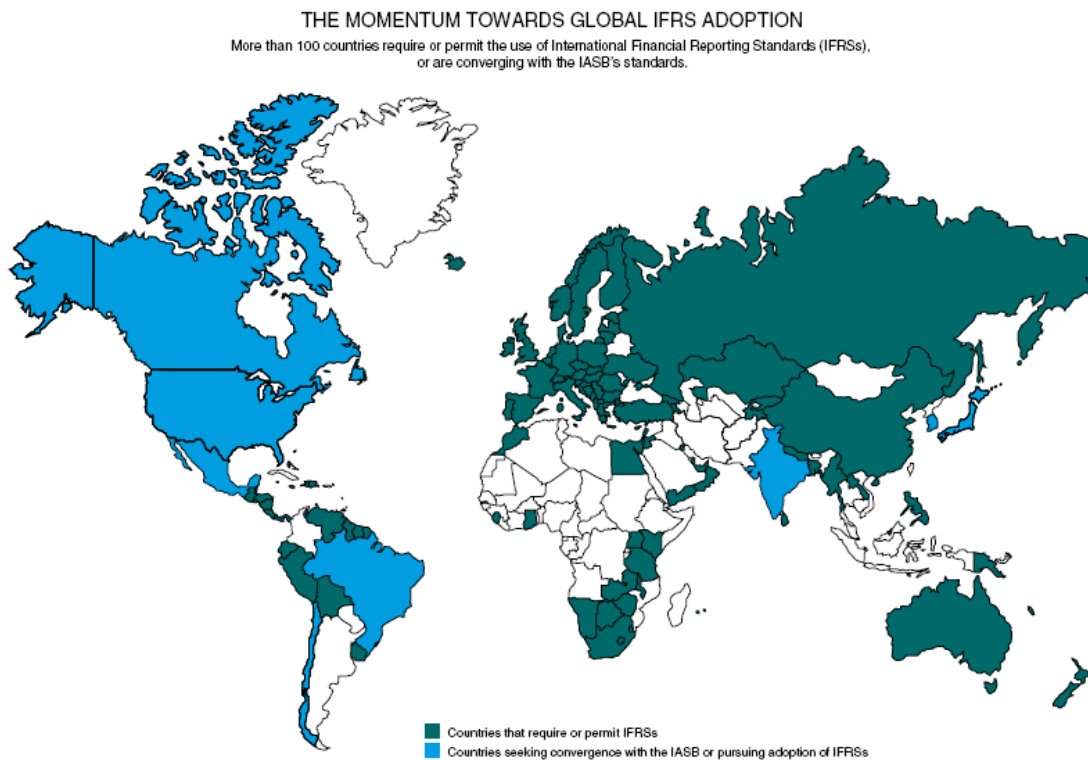 THE MOMENTUM TOWARDS GLOBAL IFRS ADOPTION
More than 100 countries require or permit the use of International Financial Reporting Standards (IFRSs),
or are converging with the IASB's standards.
Countries that require or permit IFRSs
Countries seeking convergence with the IASB or pursuing adoption of IFRSs